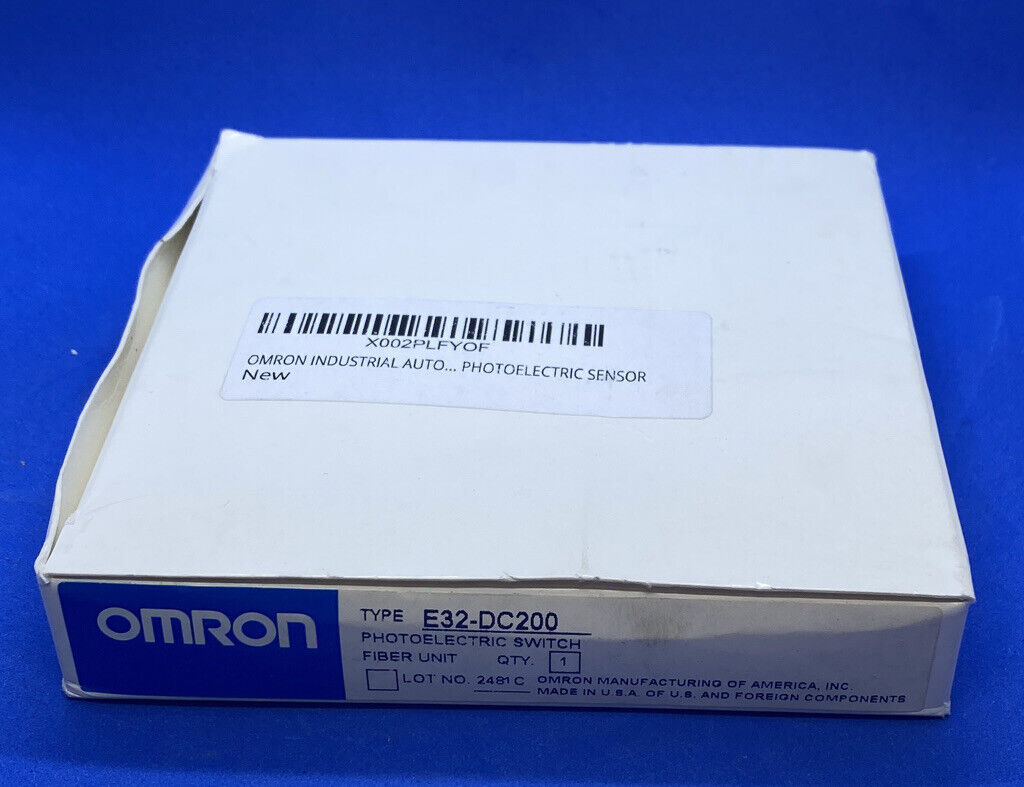 X002PLFYOF
OMRON INDUSTRIAL AUTO... PHOTOELECTRIC SENSOR
New
OMRON
TYPE E32-DC200
PHOTOELECTRIC SWITCH
FIBER UNIT QTY. 1
LOT NO. 2481C OMRON MANUFACTURING OF AMERICA, INC.
MADE IN U.S.A. OF U.S. AND FOREIGN COMPONENTS